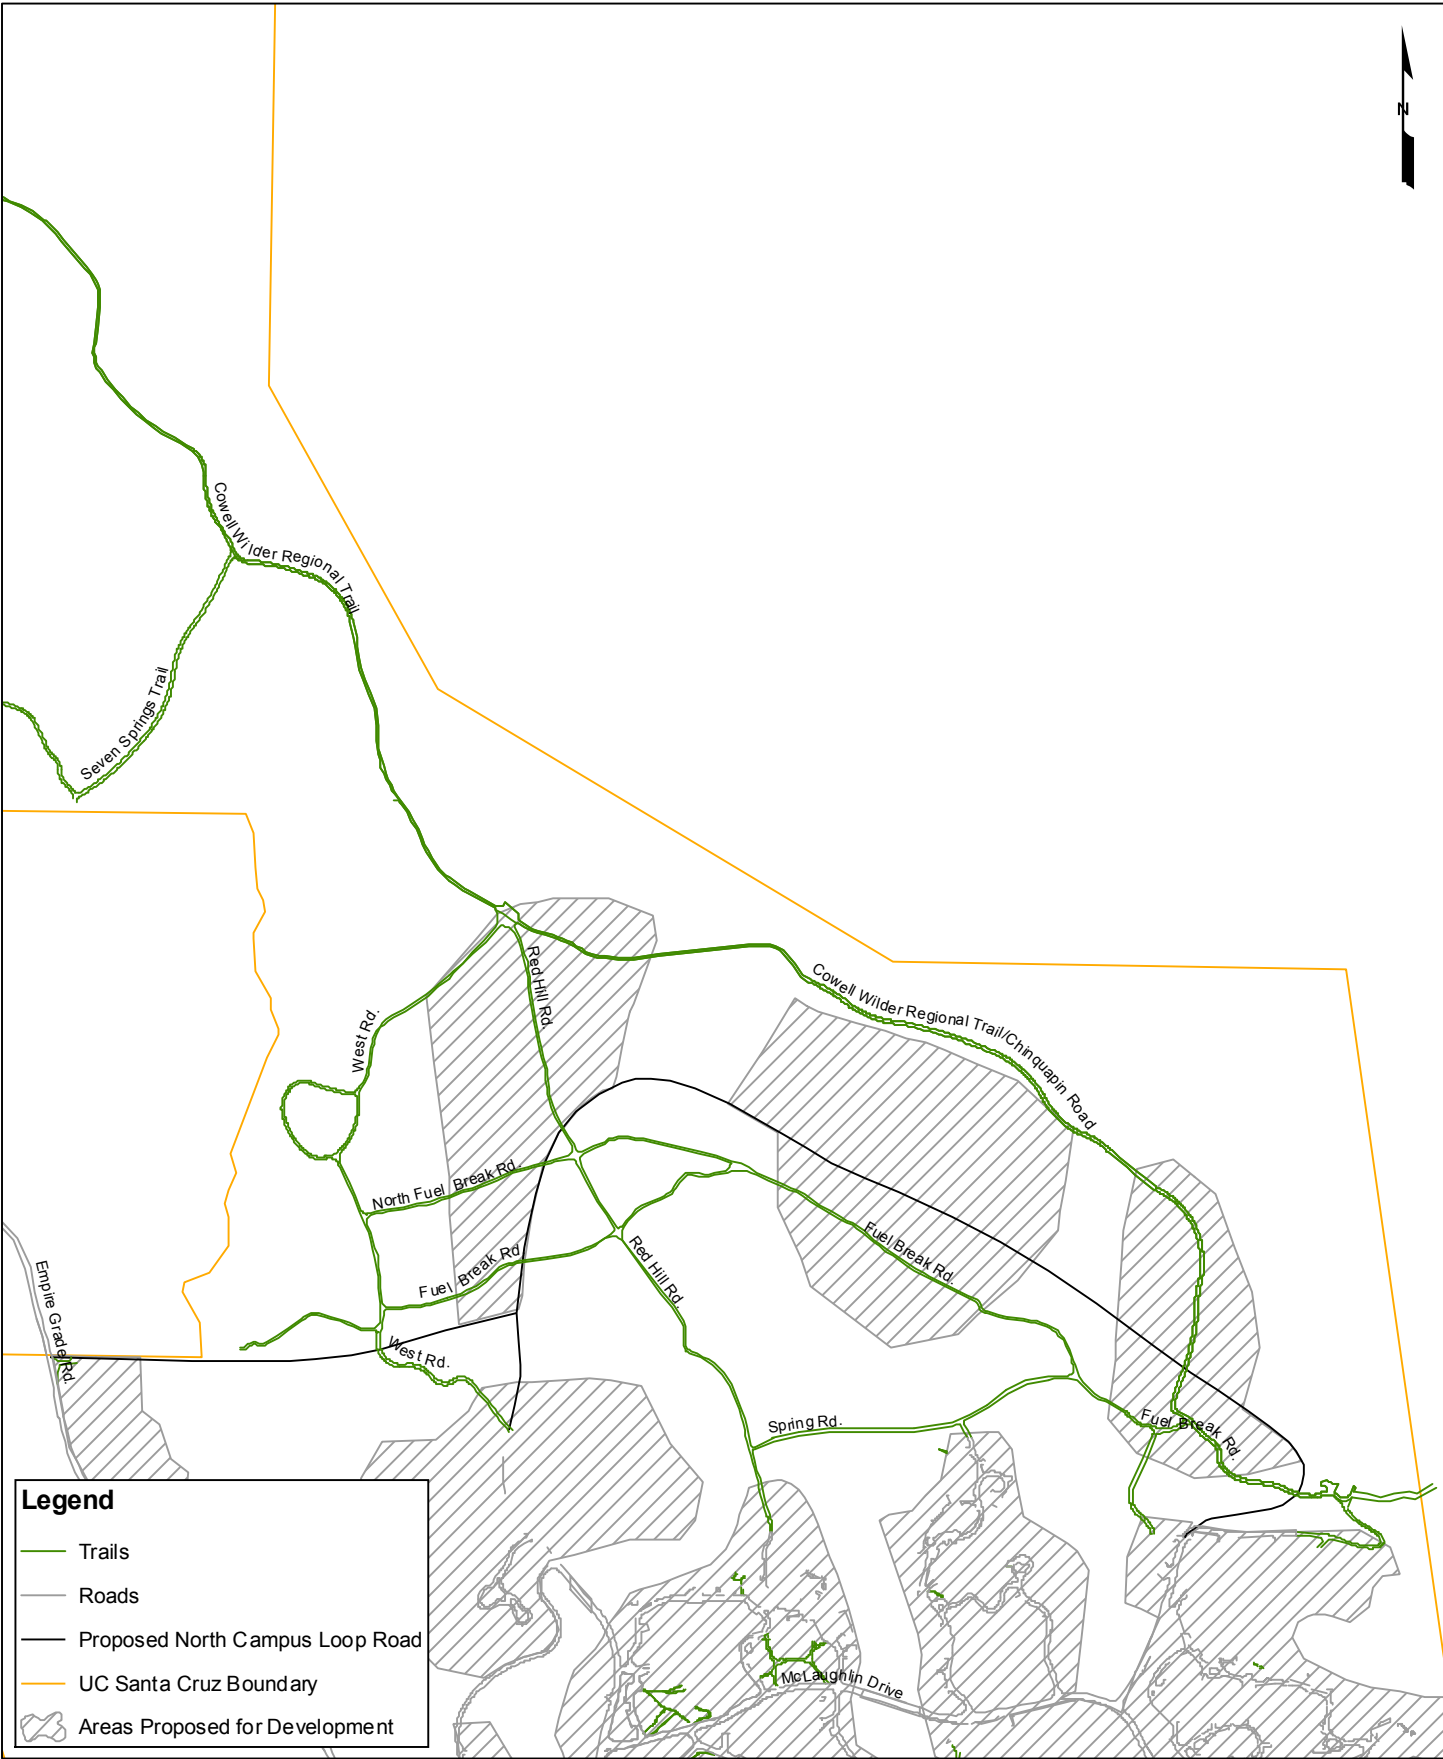 N
Cowell Wilder Regional Trail
Seven Springs Trail
Red Hill Rd.
Cowell Wilder Regional Trail/Chinquapin Road
West Rd.
North Fuel Break Rd.
Fuel Break Rd
Fuel Break Rd.
Red Hill Rd.
Empire Grade Rd.
West Rd.
Spring Rd.
Fuel Break Rd.
McLaughlin Drive
Legend
Trails
Roads
Proposed North Campus Loop Road
UC Santa Cruz Boundary
Areas Proposed for Development